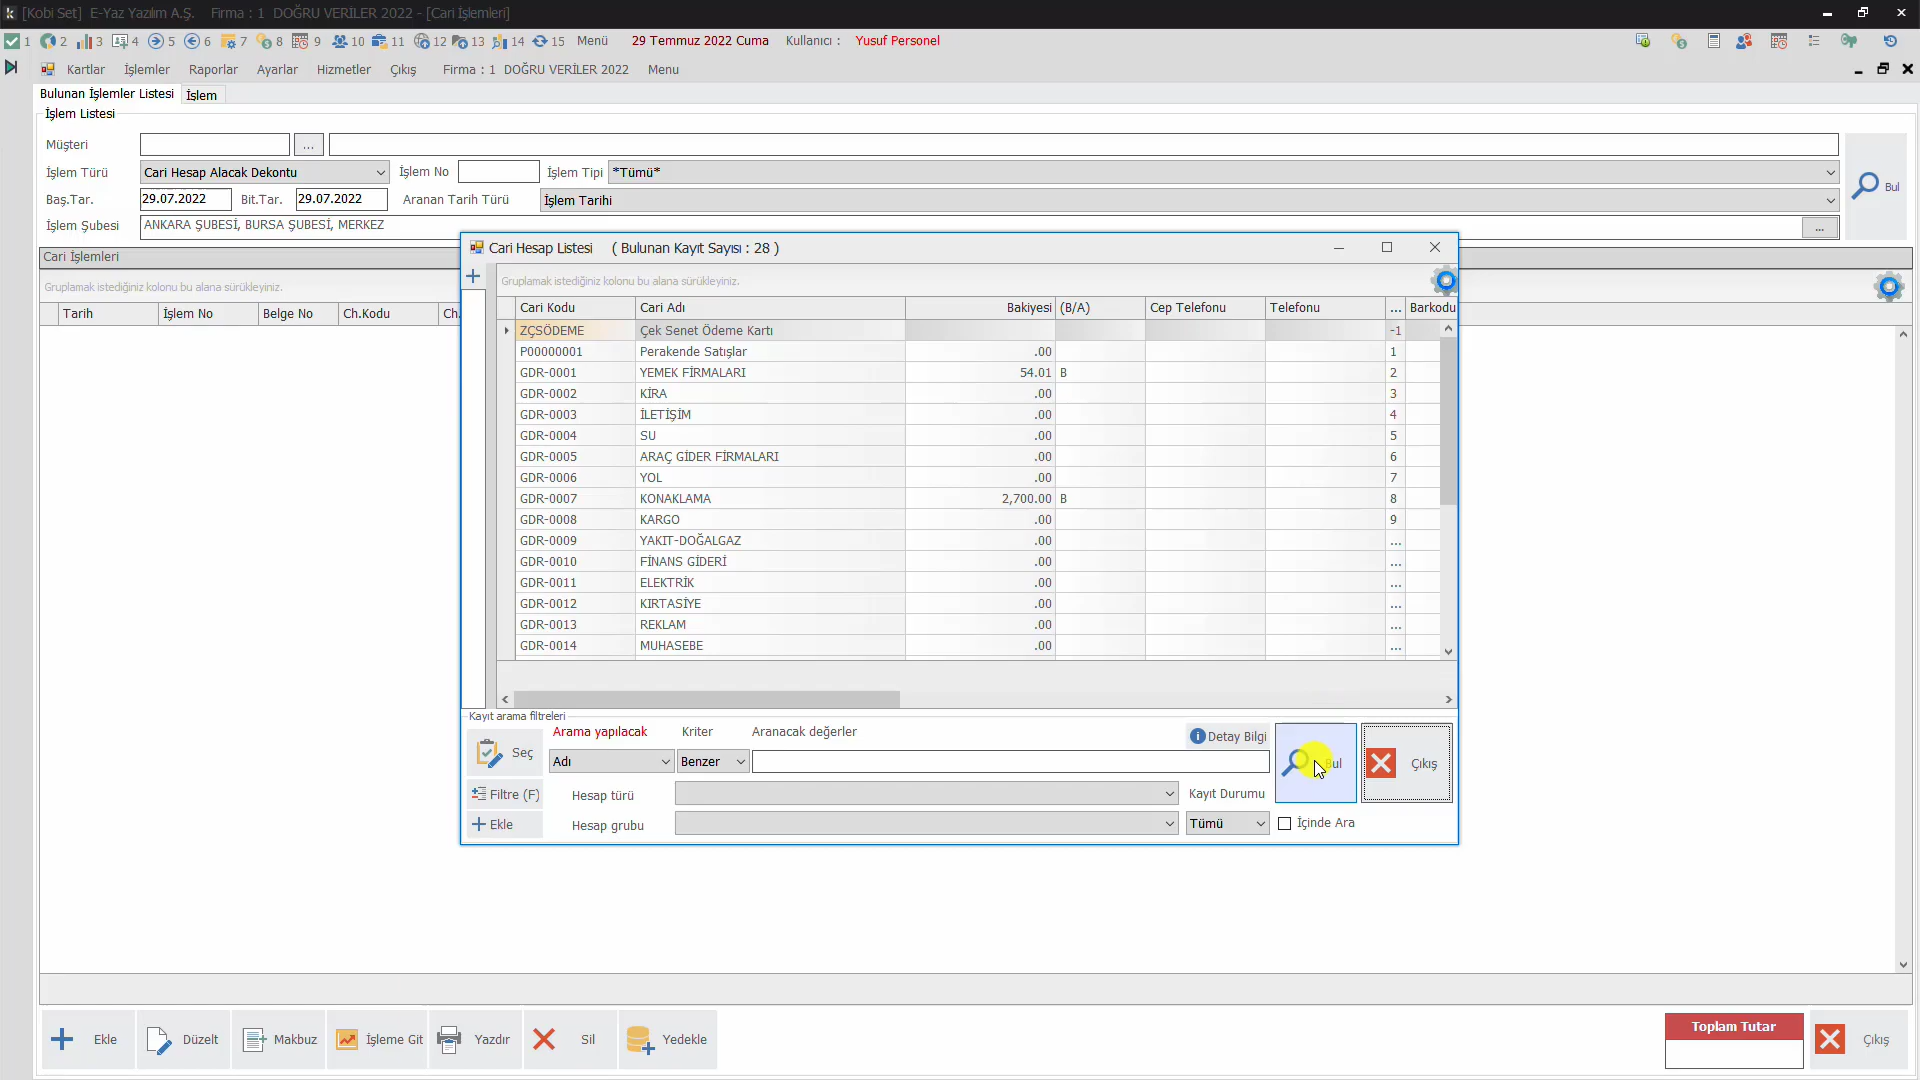 [Kobi Set]  E-Yaz Yazılım A.Ş.    Firma : 1  DOĞRU VERİLER 2022 - [Cari İşlemleri]
1 2 3 4 5 6 7 8 9 10 11 12 13 14 15 Menü 29 Temmuz 2022 Cuma Kullanıcı : Yusuf Personel
Kartlar İşlemler Raporlar Ayarlar Hizmetler Çıkış Firma : 1 DOĞRU VERİLER 2022 Menu
Bulunan İşlemler Listesi İşlem
İşlem Listesi
Müşteri ...
İşlem Türü Cari Hesap Alacak Dekontu İşlem No İşlem Tipi *Tümü*
Baş.Tar. 29.07.2022 Bit.Tar. 29.07.2022 Aranan Tarih Türü İşlem Tarihi
Bul
İşlem Şubesi ANKARA ŞUBESİ, BURSA ŞUBESİ, MERKEZ ...
Cari İşlemleri
Gruplamak istediğiniz kolonu bu alana sürükleyiniz.
Tarih İşlem No Belge No Ch.Kodu Ch.
Cari Hesap Listesi ( Bulunan Kayıt Sayısı : 28 )
Gruplamak istediğiniz kolonu bu alana sürükleyiniz.
Cari Kodu Cari Adı Bakiyesi (B/A) Cep Telefonu Telefonu ... Barkodu
ZÇSÖDEME Çek Senet Ödeme Kartı -1
P00000001 Perakende Satışlar .00 1
GDR-0001 YEMEK FİRMALARI 54.01 B 2
GDR-0002 KİRA .00 3
GDR-0003 İLETİŞİM .00 4
GDR-0004 SU .00 5
GDR-0005 ARAÇ GİDER FİRMALARI .00 6
GDR-0006 YOL .00 7
GDR-0007 KONAKLAMA 2,700.00 B 8
GDR-0008 KARGO .00 9
GDR-0009 YAKIT-DOĞALGAZ .00 ...
GDR-0010 FİNANS GİDERİ .00 ...
GDR-0011 ELEKTRİK .00 ...
GDR-0012 KIRTASİYE .00 ...
GDR-0013 REKLAM .00 ...
GDR-0014 MUHASEBE .00 ...
Kayıt arama filtreleri
Arama yapılacak Kriter Aranacak değerler Detay Bilgi
Seç Adı Benzer Bul Çıkış
Filtre (F) Hesap türü Kayıt Durumu
Ekle Hesap grubu Tümü İçinde Ara
Ekle Düzelt Makbuz İşleme Git Yazdır Sil Yedekle Toplam Tutar Çıkış